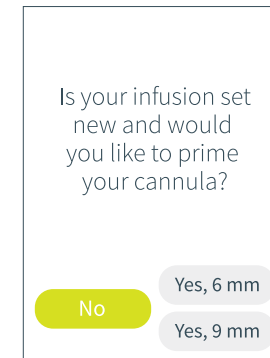 Is your infusion set
new and would
you like to prime
your cannula?
No
Yes, 6 mm
Yes, 9 mm